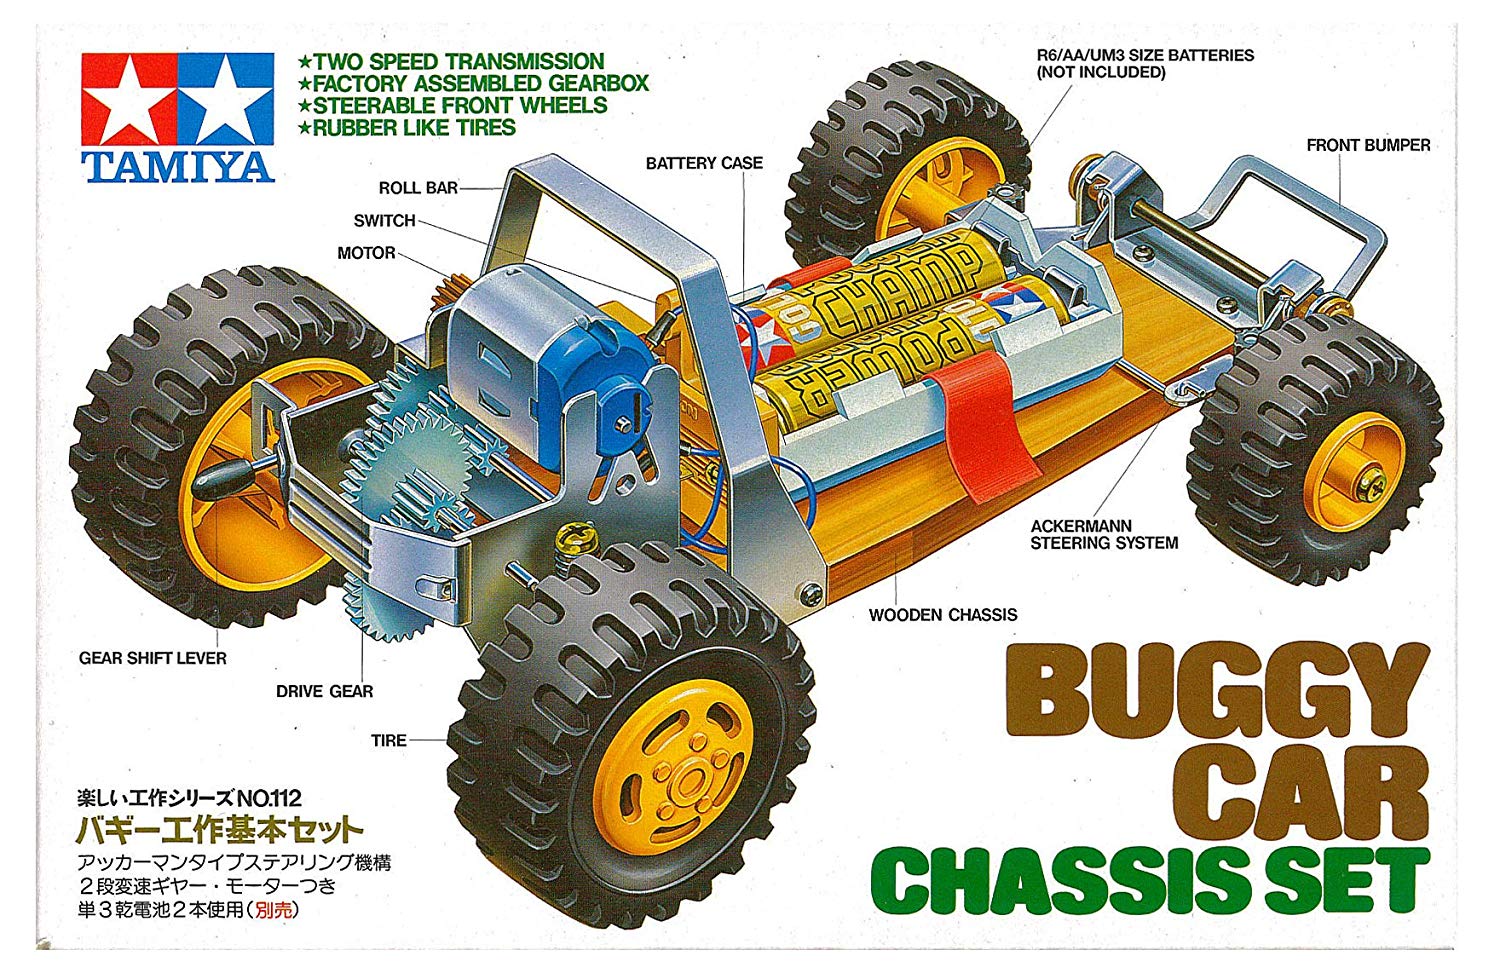 TAMIYA
★TWO SPEED TRANSMISSION
★FACTORY ASSEMBLED GEARBOX
★STEERABLE FRONT WHEELS
★RUBBER LIKE TIRES
R6/AA/UM3 SIZE BATTERIES
(NOT INCLUDED)
FRONT BUMPER
BATTERY CASE
ROLL BAR
SWITCH
MOTOR
CHAMP
POWER
ON
ACKERMANN
STEERING SYSTEM
WOODEN CHASSIS
GEAR SHIFT LEVER
DRIVE GEAR
TIRE
BUGGY
CAR
CHASSIS SET
楽しい工作シリーズNO.112
バギー工作基本セット
アッカーマンタイプステアリング機構
2段変速ギヤー・モーターつき
単3乾電池2本使用(別売)